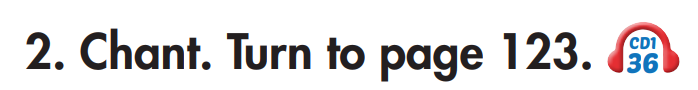 2. Chant. Turn to page 123.
CD1
36